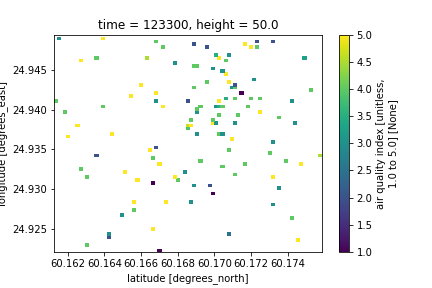 time = 123300, height = 50.0
24.945
24.940
24.935
24.930
24.925
longitude [degrees_east]
60.162 60.164 60.166 60.168 60.170 60.172 60.174
latitude [degrees_north]
5.0
4.5
4.0
3.5
3.0
2.5
2.0
1.5
1.0
air quality index [unitless,
1.0 to 5.0] [None]